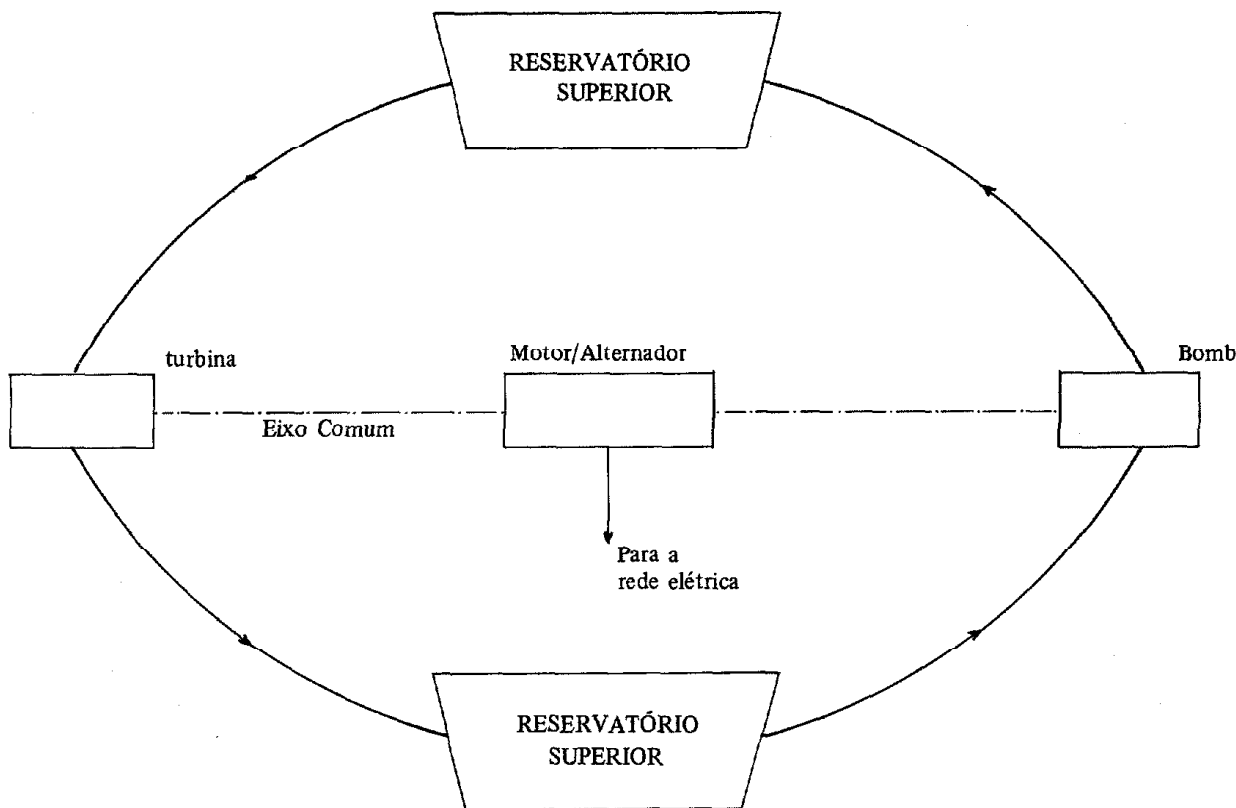 RESERVATÓRIO
SUPERIOR
turbina
Motor/Alternador
Bomb
Eixo Comum
Para a
rede elétrica
RESERVATÓRIO
SUPERIOR